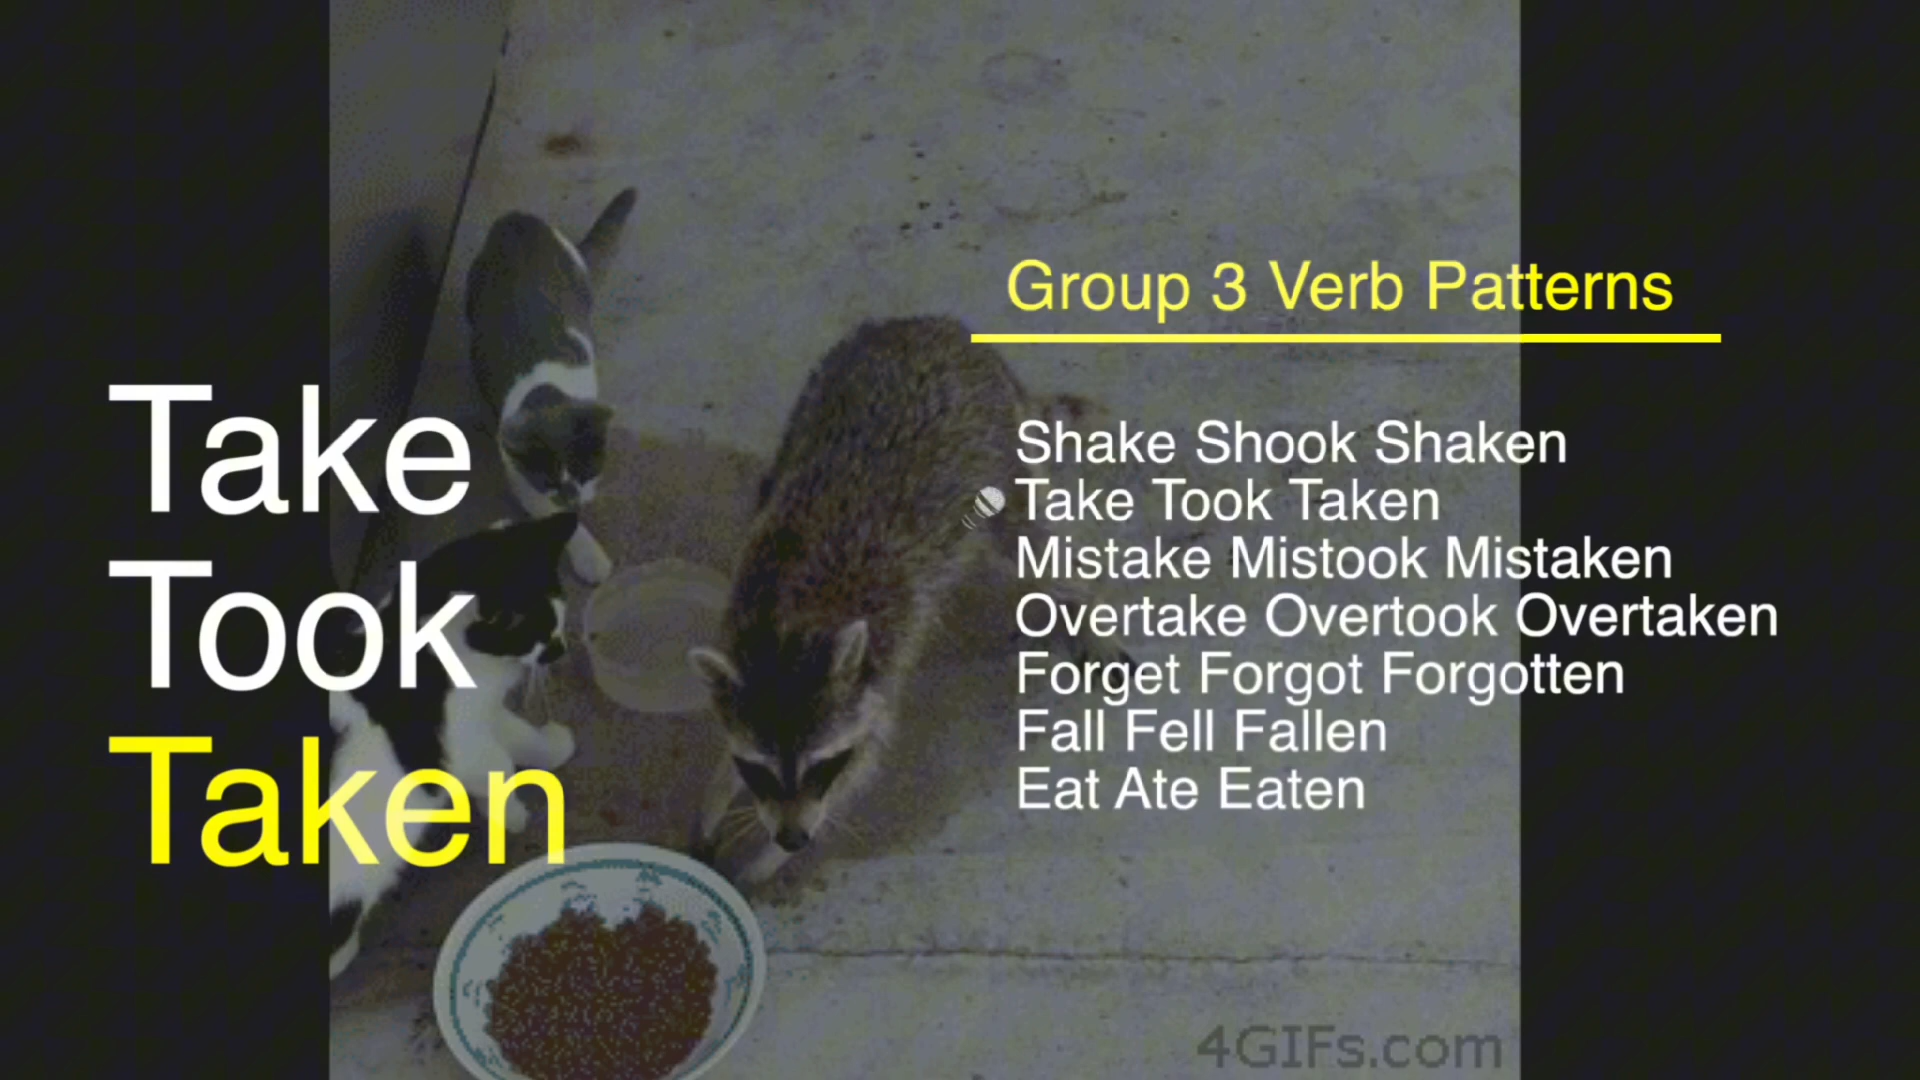 Take
Took
Taken
Group 3 Verb Patterns
Shake Shook Shaken
Take Took Taken
Mistake Mistook Mistaken
Overtake Overtook Overtaken
Forget Forgot Forgotten
Fall Fell Fallen
Eat Ate Eaten
4GIFs.com